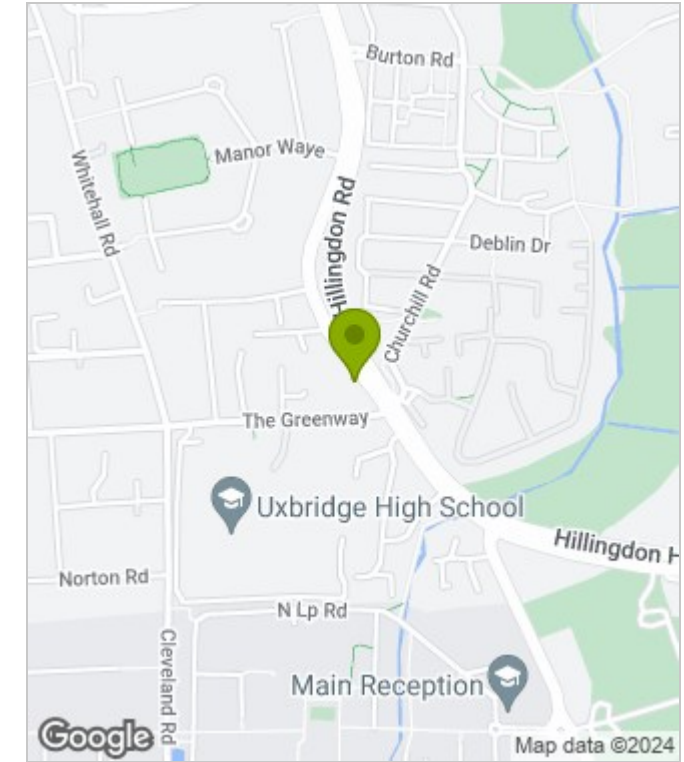 Burton Rd
Manor Waye
Whitehall Rd
Hillingdon Rd
Deblin Dr
Churchill Rd
The Greenway
Uxbridge High School
Hillingdon H
Norton Rd
N Lp Rd
Cleveland Rd
Main Reception
Google
Map data ©2024